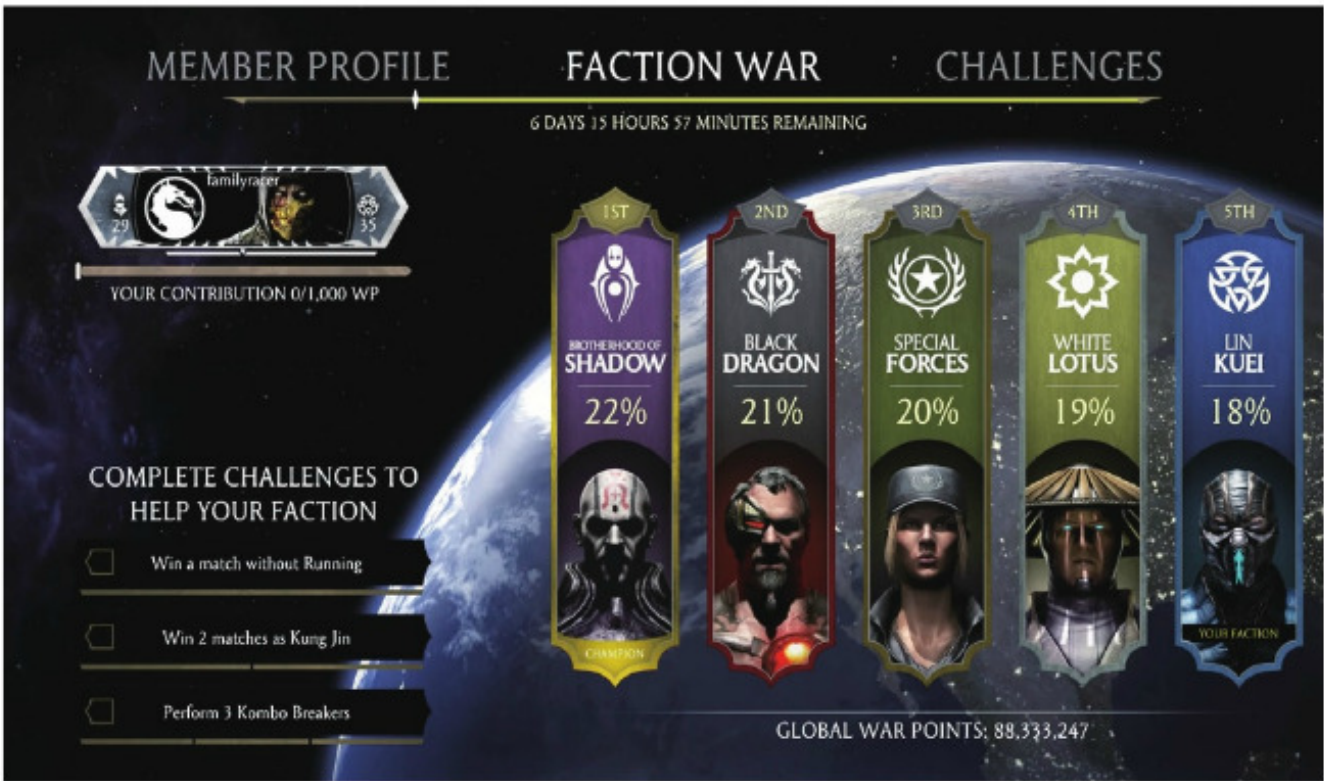 MEMBER PROFILE
FACTION WAR
CHALLENGES
6 DAYS 15 HOURS 57 MINUTES REMAINING
familyracer
29
35
YOUR CONTRIBUTION 0/1,000 WP
COMPLETE CHALLENGES TO
HELP YOUR FACTION
Win a match without Running
Win 2 matches as Kung Jin
Perform 3 Kombo Breakers
1ST
BROTHERHOOD OF
SHADOW
22%
CHAMPION
2ND
BLACK
DRAGON
21%
3RD
SPECIAL
FORCES
20%
4TH
WHITE
LOTUS
19%
5TH
LIN
KUEI
18%
YOUR FACTION
GLOBAL WAR POINTS: 88,333,247